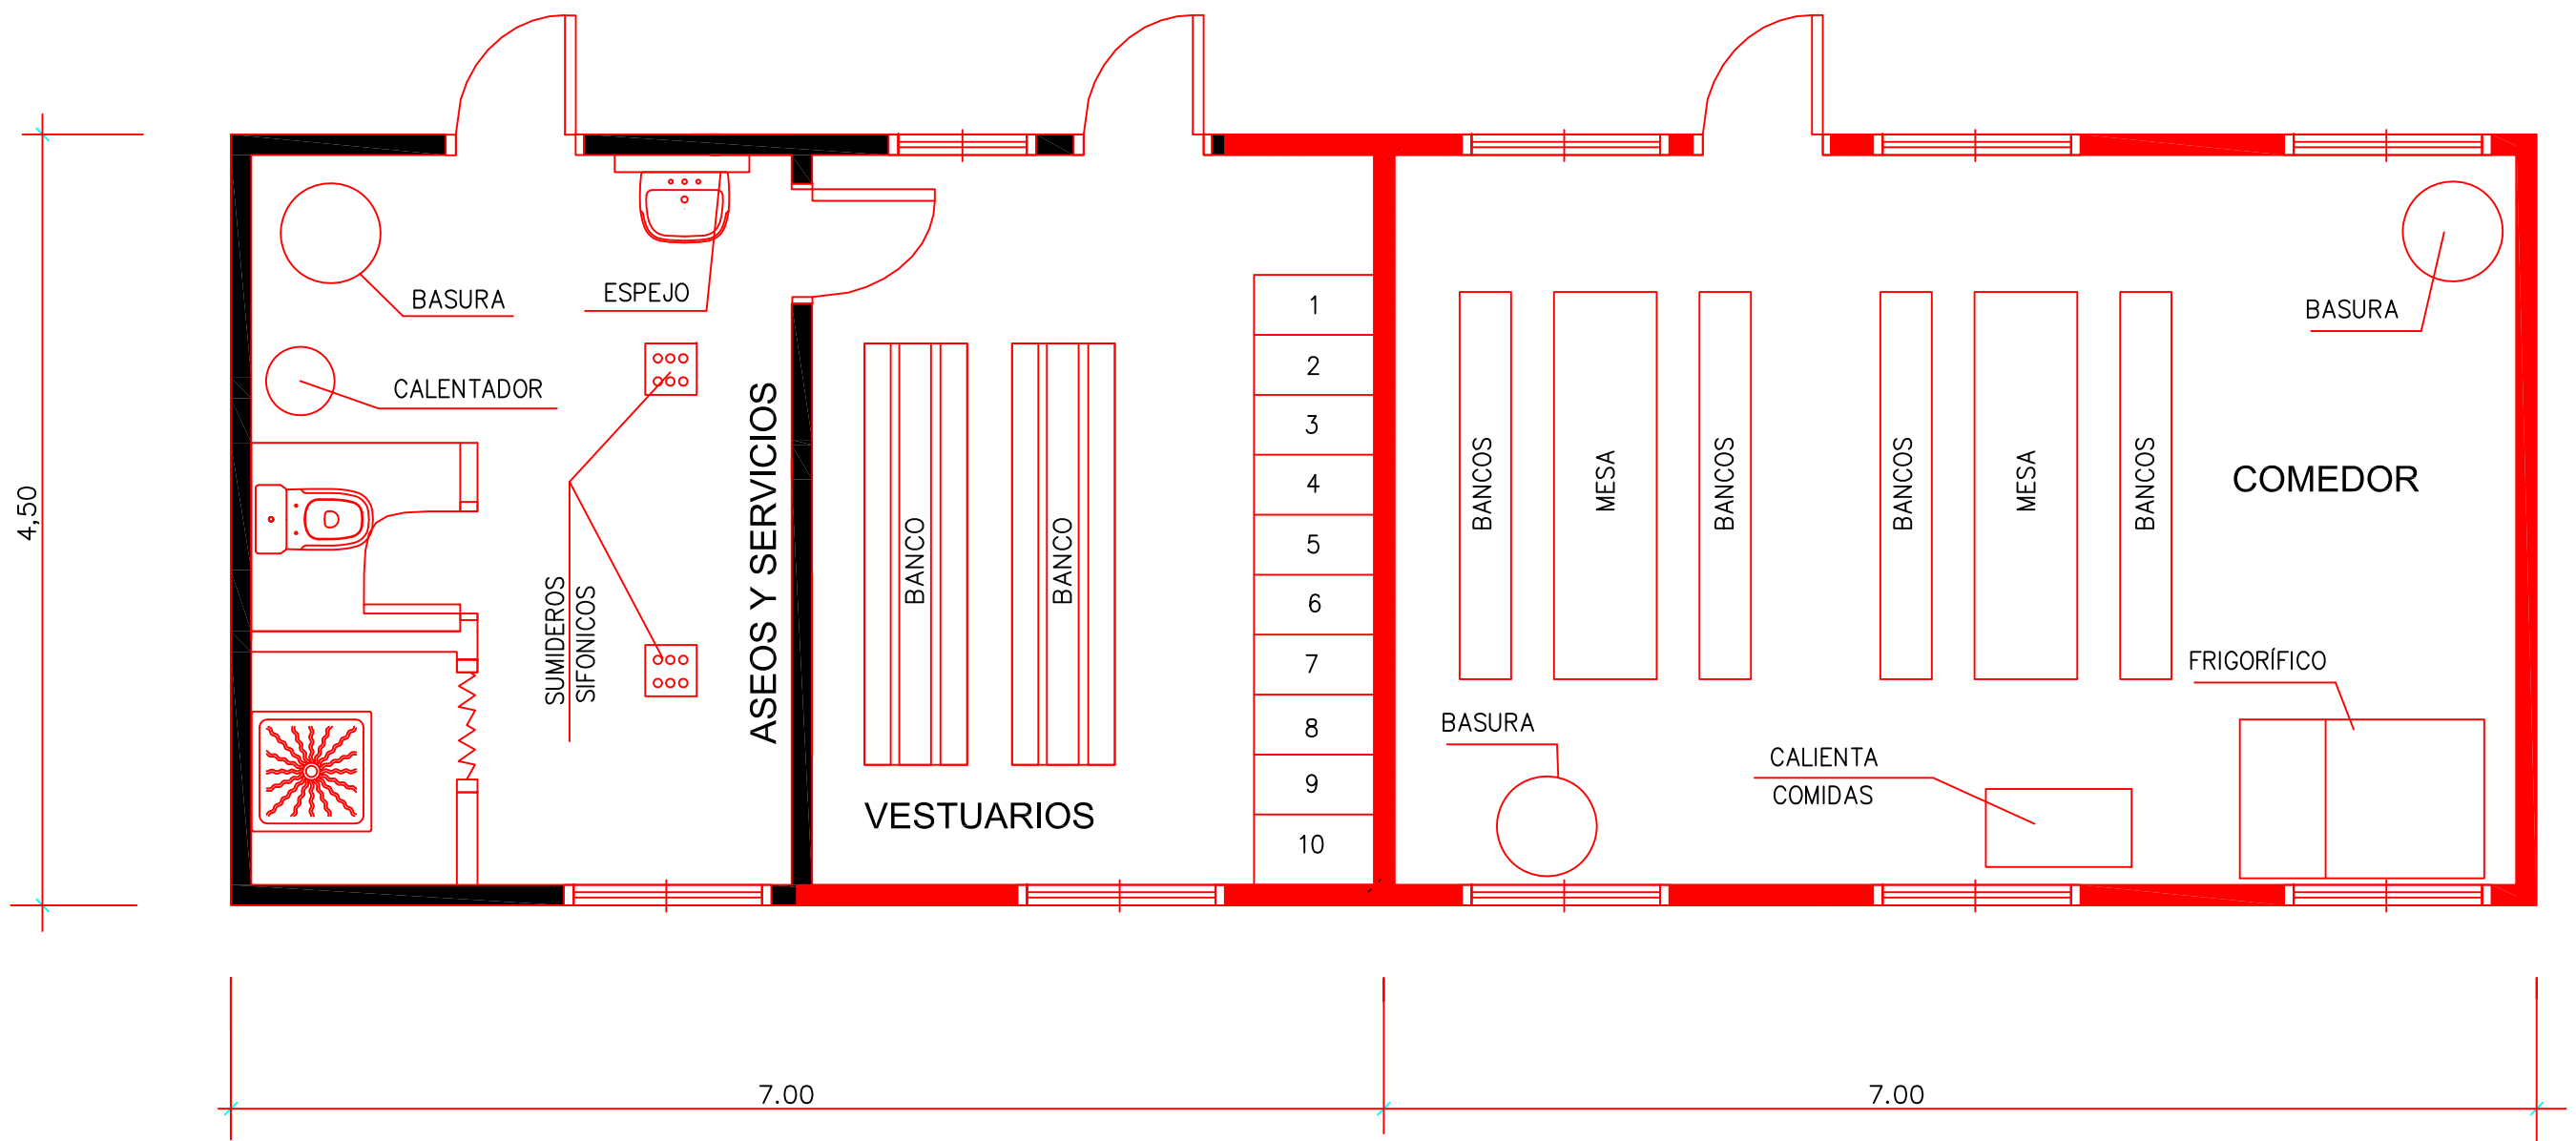 BASURA
ESPEJO
CALENTADOR
SUMIDEROS
SIFONICOS
ASEOS Y SERVICIOS
BANCO
BANCO
VESTUARIOS
1
2
3
4
5
6
7
8
9
10
BANCOS
MESA
BANCOS
BANCOS
MESA
BANCOS
COMEDOR
BASURA
FRIGORÍFICO
BASURA
CALIENTA
COMIDAS
4,50
7.00
7.00